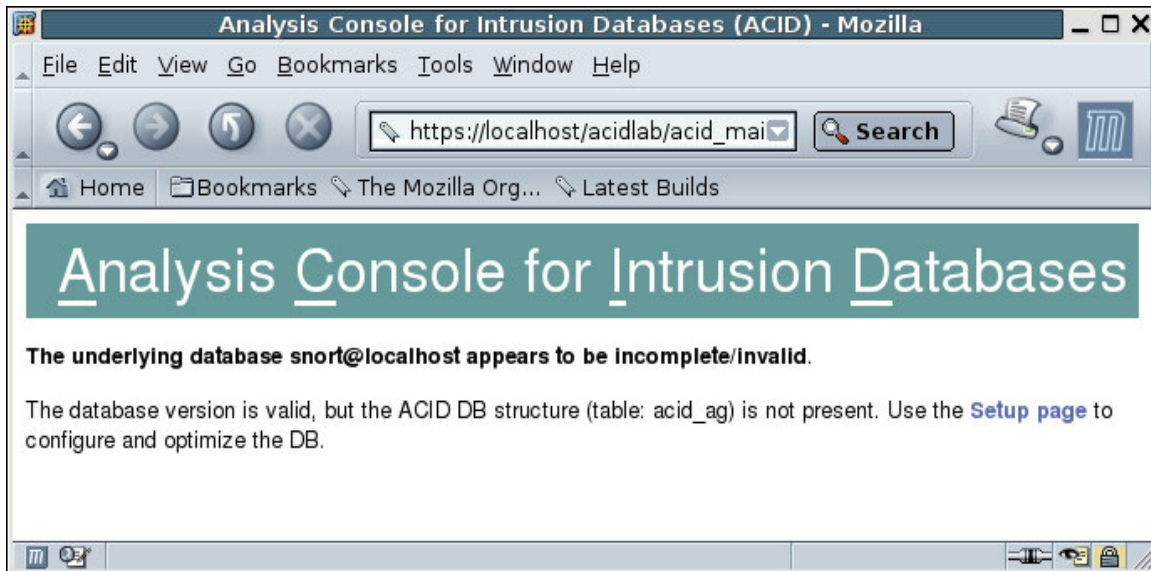 Analysis Console for Intrusion Databases (ACID) - Mozilla
File Edit View Go Bookmarks Tools Window Help
https://localhost/acidlab/acid_mai
Search
Home Bookmarks The Mozilla Org... Latest Builds
Analysis Console for Intrusion Databases
The underlying database snort@localhost appears to be incomplete/invalid.
The database version is valid, but the ACID DB structure (table: acid_ag) is not present. Use the Setup page to
configure and optimize the DB.